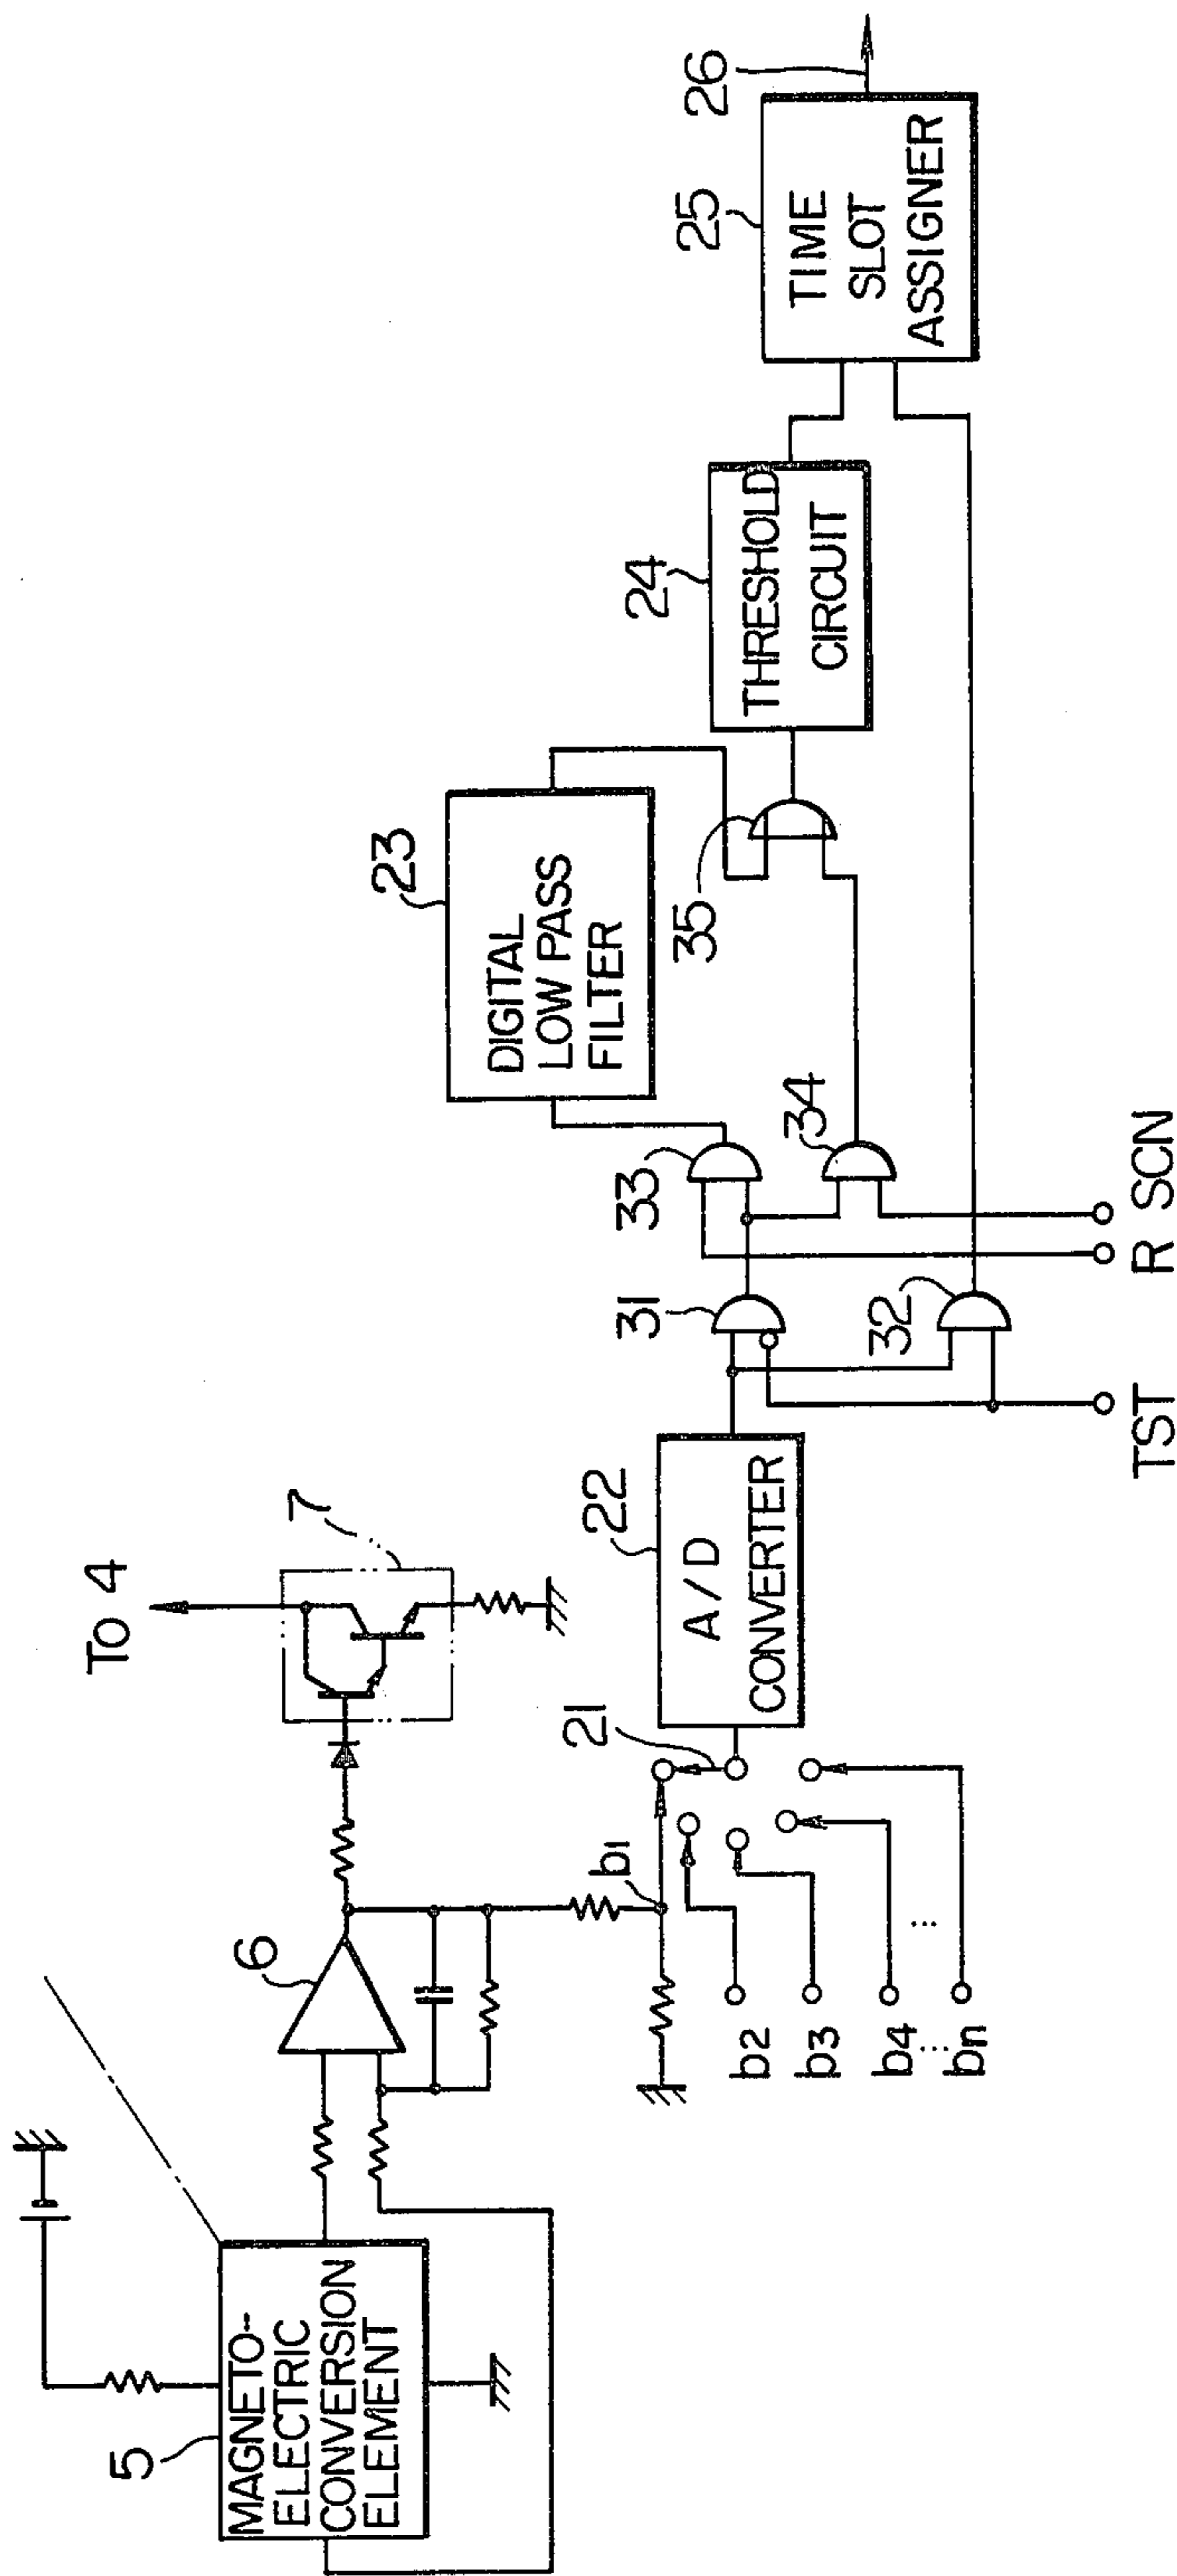 5
MAGNETO-
ELECTRIC
CONVERSION
ELEMENT
6
To 4
7
b1
b2
b3
b4
...
bn
...
21
22
A/D
CONVERTER
TST
31
32
33
34
R
SCN
23
DIGITAL
LOW PASS
FILTER
35
24
THRESHOLD
CIRCUIT
25
TIME
SLOT
ASSIGNER
26